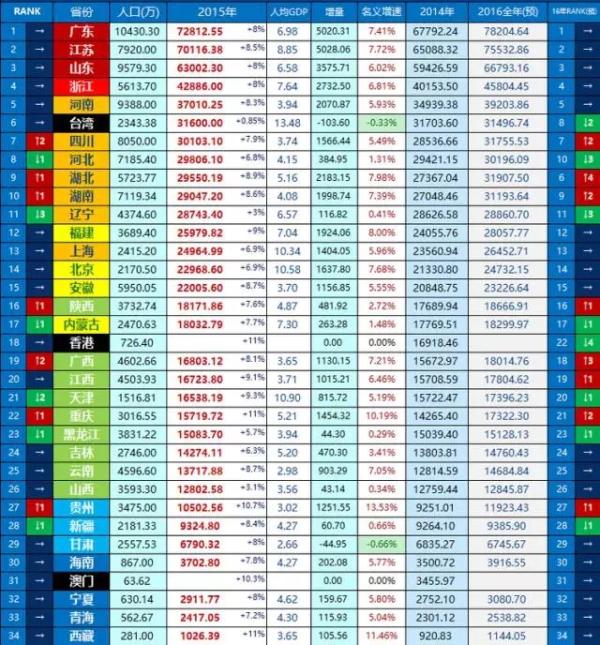 RANK 省份 人口(万) 2015年 人均GDP 增量 名义增速 2014年 2016全年(预) 16年RANK(预)
1 → 广东 10430.30 72812.55 +8% 6.98 5020.31 7.41% 67792.24 78204.64 1 →
2 → 江苏 7920.00 70116.38 +8.5% 8.85 5028.06 7.72% 65088.32 75532.86 2 →
3 → 山东 9579.30 63002.30 +8% 6.58 3575.71 6.02% 59426.59 66793.16 3 →
4 → 浙江 5613.70 42886.00 +8% 7.64 2732.50 6.81% 40153.50 45804.45 4 →
5 → 河南 9388.00 37010.25 +8.3% 3.94 2070.87 5.93% 34939.38 39203.86 5 →
6 → 台湾 2343.38 31600.00 +0.85% 13.48 -103.60 -0.33% 31703.60 31496.74 8 ↓2
7 ↑2 四川 8050.00 30103.10 +7.9% 3.74 1566.44 5.49% 28536.66 31755.53 7 ↑2
8 ↓1 河北 7185.40 29806.10 +6.8% 4.15 384.95 1.31% 29421.15 30196.09 10 ↓3
9 ↑1 湖北 5723.77 29550.19 +8.9% 5.16 2183.15 7.98% 27367.04 31907.50 6 ↑4
10 ↑1 湖南 7119.34 29047.20 +8.6% 4.08 1998.74 7.39% 27048.46 31193.64 9 ↑2
11 ↓3 辽宁 4374.60 28743.40 +3% 6.57 116.82 0.41% 28626.58 28860.70 11 ↓3
12 → 福建 3689.40 25979.82 +9% 7.04 1924.06 8.00% 24055.76 28057.77 12 →
13 → 上海 2415.20 24964.99 +6.9% 10.34 1404.05 5.96% 23560.94 26452.71 13 →
14 → 北京 2170.50 22968.60 +6.9% 10.58 1637.80 7.68% 21330.80 24732.15 14 →
15 → 安徽 5950.05 22005.60 +8.7% 3.70 1156.85 5.55% 20848.75 23226.64 15 →
16 ↑1 陕西 3732.74 18171.86 +7.6% 4.87 481.92 2.72% 17689.94 18666.91 16 ↑1
17 ↓1 内蒙古 2470.63 18032.79 +7.7% 7.30 263.28 1.48% 17769.51 18299.97 17 ↓1
18 → 香港 726.40 +11% 0.00 0.00% 16918.46 22 ↓4
19 ↑2 广西 4602.66 16803.12 +8.1% 3.65 1130.15 7.21% 15672.97 18014.76 18 ↑3
20 → 江西 4503.93 16723.80 +9.1% 3.71 1015.21 6.46% 15708.59 17804.62 19 →
21 ↓2 天津 1516.81 16538.19 +9.3% 10.90 815.72 5.19% 15722.47 17396.23 20 ↓1
22 ↑1 重庆 3016.55 15719.72 +11% 5.21 1454.32 10.19% 14265.40 17322.30 21 ↑2
23 ↓1 黑龙江 3831.22 15083.70 +5.7% 3.94 44.30 0.29% 15039.40 15128.13 23 ↓1
24 → 吉林 2746.00 14274.11 +6.3% 5.20 470.30 3.41% 13803.81 14760.43 24 →
25 → 云南 4596.60 13717.88 +8.7% 2.98 903.29 7.05% 12814.59 14684.84 25 →
26 → 山西 3593.30 12802.58 +3.1% 3.56 43.14 0.34% 12759.44 12845.87 26 →
27 ↑1 贵州 3475.00 10502.56 +10.7% 3.02 1251.55 13.53% 9251.01 11923.43 27 ↑1
28 ↓1 新疆 2181.33 9324.80 +8.4% 4.27 60.70 0.66% 9264.10 9385.90 28 ↓1
29 → 甘肃 2557.53 6790.32 +8% 2.66 -44.95 -0.66% 6835.27 6745.67 29 →
30 → 海南 867.00 3702.80 +7.8% 4.27 202.08 5.77% 3500.72 3916.55 30 →
31 → 澳门 63.62 +10.3% 0.00 0.00% 3455.97 31 →
32 → 宁夏 630.14 2911.77 +8% 4.62 159.67 5.80% 2752.10 3080.70 32 →
33 → 青海 562.67 2417.05 +7.2% 4.30 115.93 5.04% 2301.12 2538.82 33 →
34 → 西藏 281.00 1026.39 +11% 3.65 105.56 11.46% 920.83 1144.05 34 →